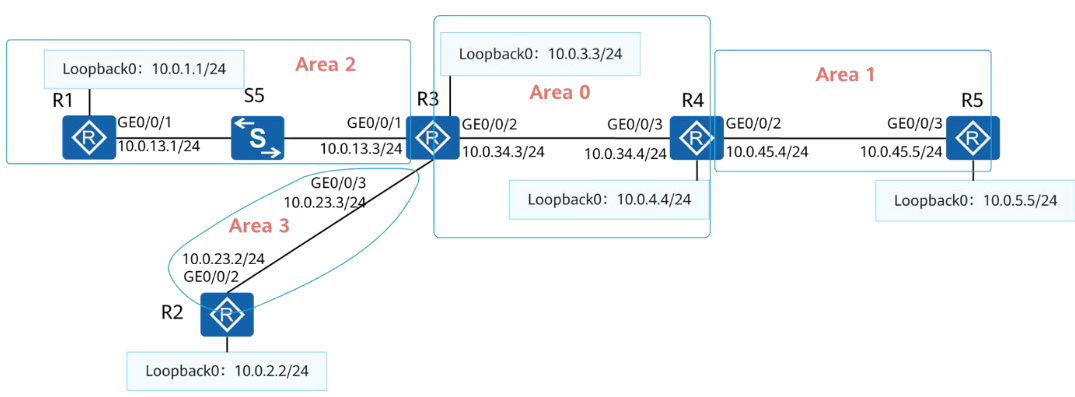 Loopback0：10.0.1.1/24
Area 2
R1
S5
GE0/0/1
10.0.13.1/24
S
GE0/0/1
10.0.13.3/24
R
Loopback0：10.0.3.3/24
Area 0
R3
R
GE0/0/2
10.0.34.3/24
GE0/0/3
10.0.34.4/24
R4
R
Loopback0：10.0.4.4/24
Area 1
GE0/0/2
10.0.45.4/24
GE0/0/3
10.0.45.5/24
R5
R
Loopback0：10.0.5.5/24
GE0/0/3
10.0.23.3/24
Area 3
10.0.23.2/24
GE0/0/2
R2
R
Loopback0：10.0.2.2/24